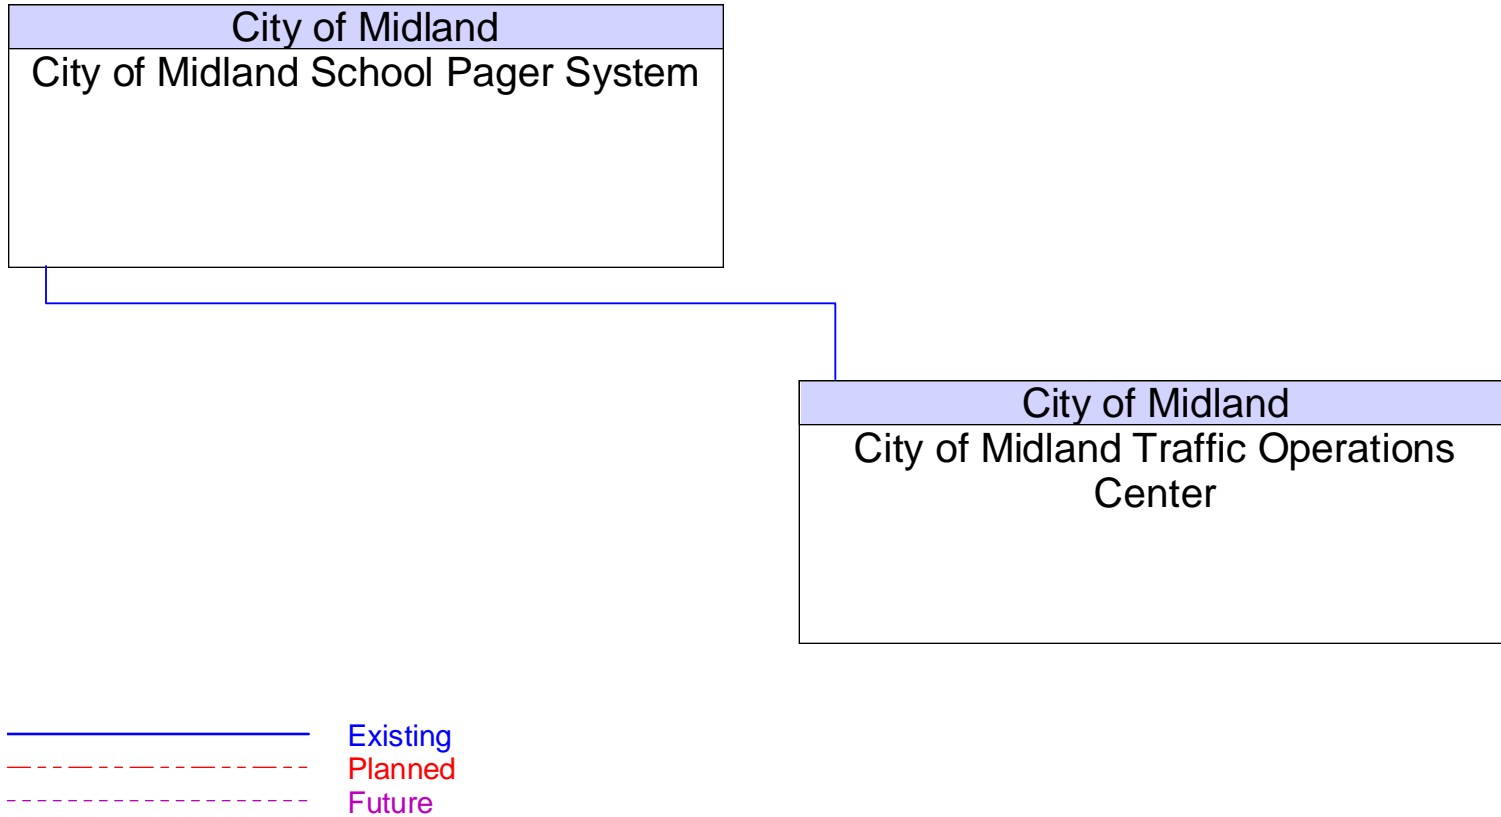 City of Midland
City of Midland School Pager System
City of Midland
City of Midland Traffic Operations
Center
Existing
Planned
Future